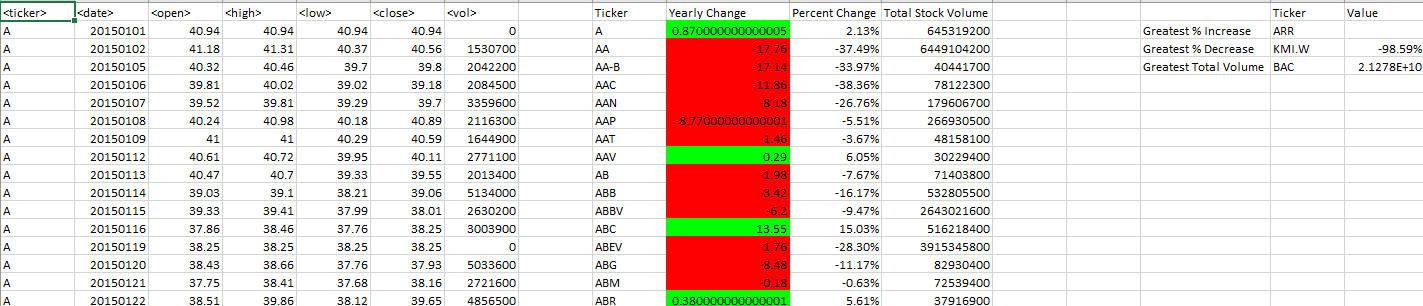 <ticker> <date> <open> <high> <low> <close> <vol> Ticker Yearly Change Percent Change Total Stock Volume Ticker Value
A 20150101 40.94 40.94 40.94 40.94 0 A 0.870000000000005 2.13% 645319200 Greatest % Increase ARR
A 20150102 41.18 41.31 40.37 40.56 1530700 AA -17.76 -37.49% 6449104200 Greatest % Decrease KMI.W -98.59%
A 20150105 40.32 40.46 39.7 39.8 2042200 AA-B -17.14 -33.97% 40441700 Greatest Total Volume BAC 2.1278E+10
A 20150106 39.81 40.02 39.02 39.18 2084500 AAC -11.86 -38.36% 78122300
A 20150107 39.52 39.81 39.29 39.7 3359600 AAN -8.18 -26.76% 179606700
A 20150108 40.24 40.98 40.18 40.89 2116300 AAP -8.77000000000001 -5.51% 266930500
A 20150109 41 41 40.29 40.59 1644900 AAT -1.46 -3.67% 48158100
A 20150112 40.61 40.72 39.95 40.11 2771100 AAV 0.29 6.05% 30229400
A 20150113 40.47 40.7 39.33 39.55 2013400 AB -1.98 -7.67% 71403800
A 20150114 39.03 39.1 38.21 39.06 5134000 ABB -3.42 -16.17% 532805500
A 20150115 39.33 39.41 37.99 38.01 2630200 ABBV -6.2 -9.47% 2643021600
A 20150116 37.86 38.46 37.76 38.25 3003900 ABC 13.55 15.03% 516218400
A 20150119 38.25 38.25 38.25 38.25 0 ABEV -1.76 -28.30% 3915345800
A 20150120 38.43 38.66 37.76 37.93 5033600 ABG -8.48 -11.17% 82930400
A 20150121 37.75 38.41 37.68 38.16 2721600 ABM -0.18 -0.63% 72539400
A 20150122 38.51 39.86 38.12 39.65 4856500 ABR 0.380000000000001 5.61% 37916900